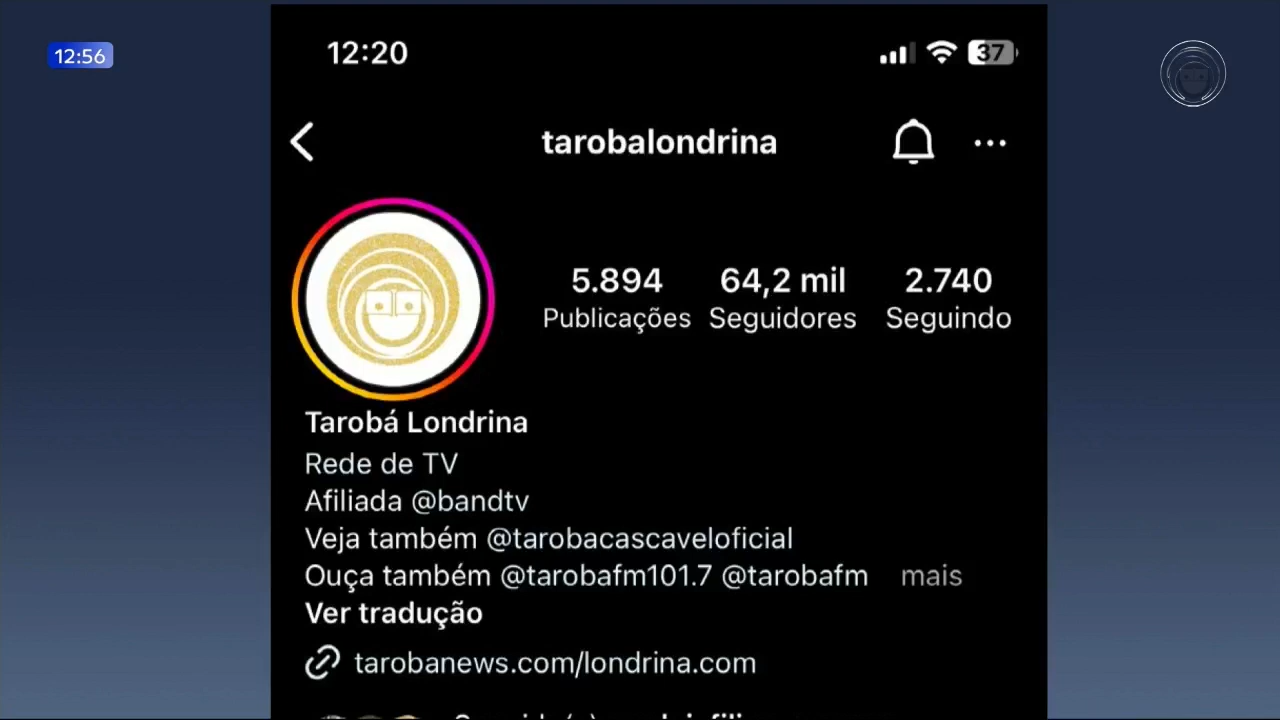 12:56
12:20
37
tarobalondrina
5.894 64,2 mil 2.740
Publicações Seguidores Seguindo
Tarobá Londrina
Rede de TV
Afiliada @bandtv
Veja também @tarobacascaveloficial
Ouça também @tarobafm101.7 @tarobafm mais
Ver tradução
tarobanews.com/londrina.com